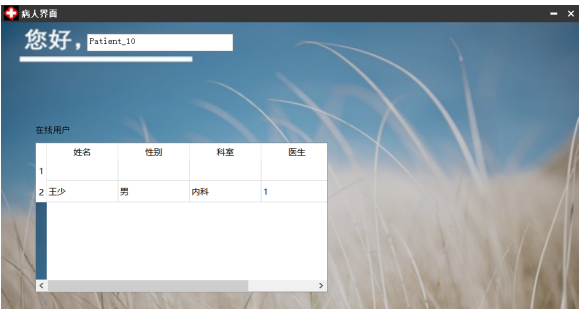 病人界面
您好，Patient_10
在线用户
姓名 性别 科室 医生
1
2 王少 男 内科 1